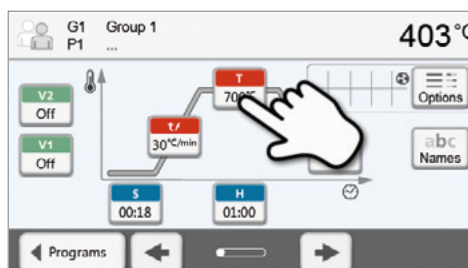 G1 Group 1
P1 ...
403°C
V2
Off
V1
Off
T
700°C
t/
30°C/min
S
00:18
H
01:00
Options
abc
Names
Programs